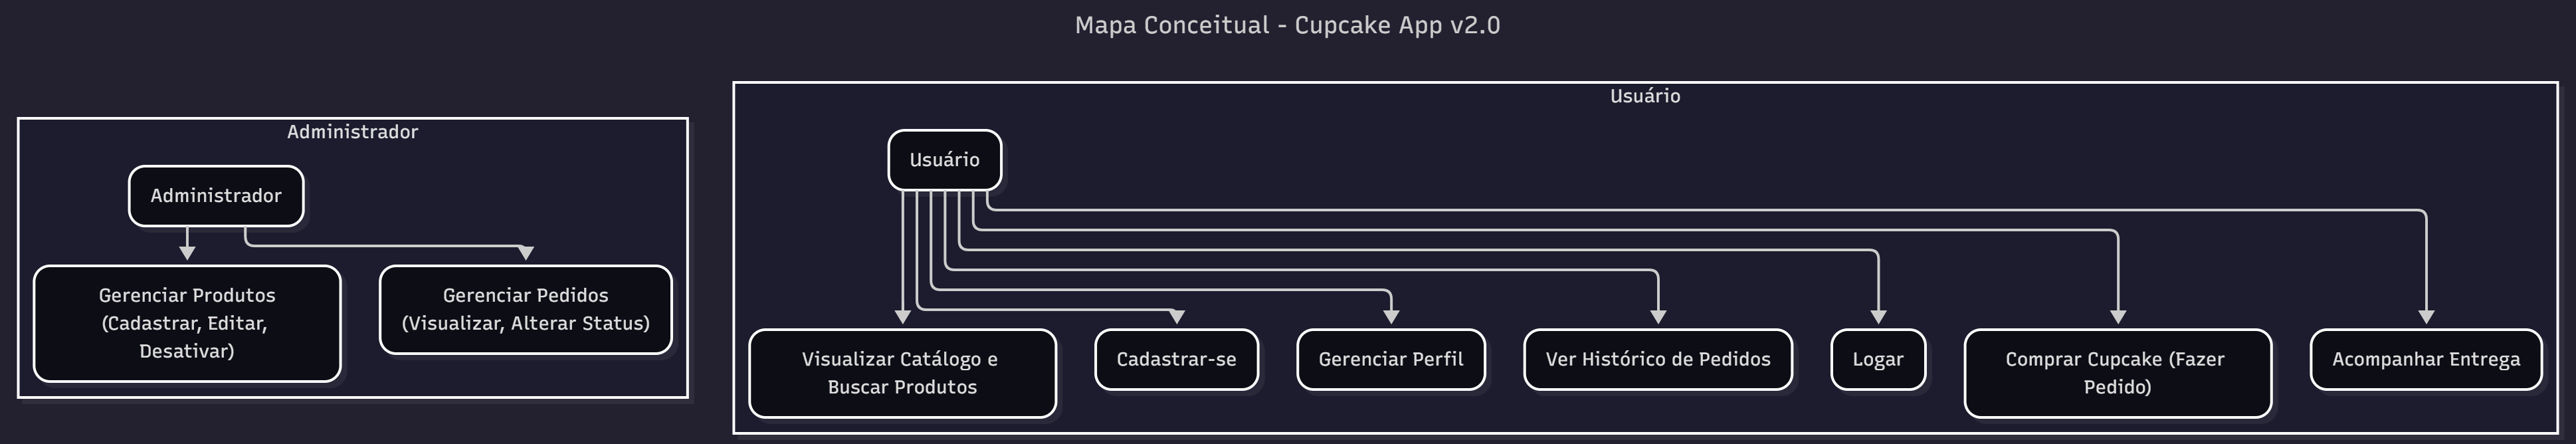 Mapa Conceitual - Cupcake App v2.0
Administrador
Administrador
Gerenciar Produtos
(Cadastrar, Editar,
Desativar)
Gerenciar Pedidos
(Visualizar, Alterar Status)
Usuário
Usuário
Visualizar Catálogo e
Buscar Produtos
Cadastrar-se
Gerenciar Perfil
Ver Histórico de Pedidos
Logar
Comprar Cupcake (Fazer
Pedido)
Acompanhar Entrega